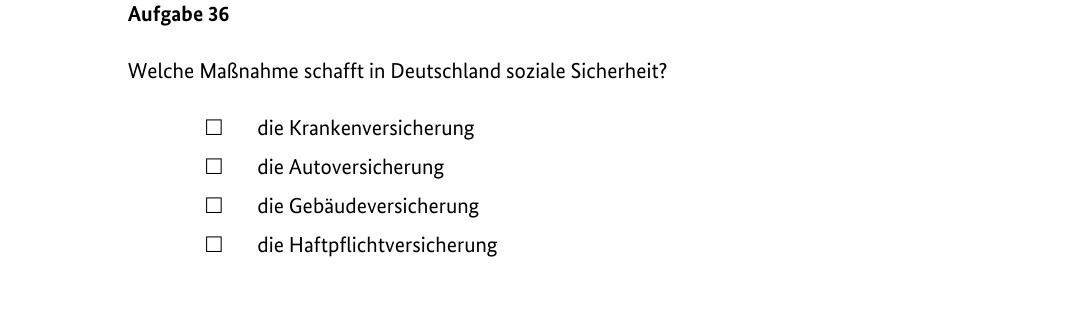 Aufgabe 36
Welche Maßnahme schafft in Deutschland soziale Sicherheit?
☐ die Krankenversicherung
☐ die Autoversicherung
☐ die Gebäudeversicherung
☐ die Haftpflichtversicherung